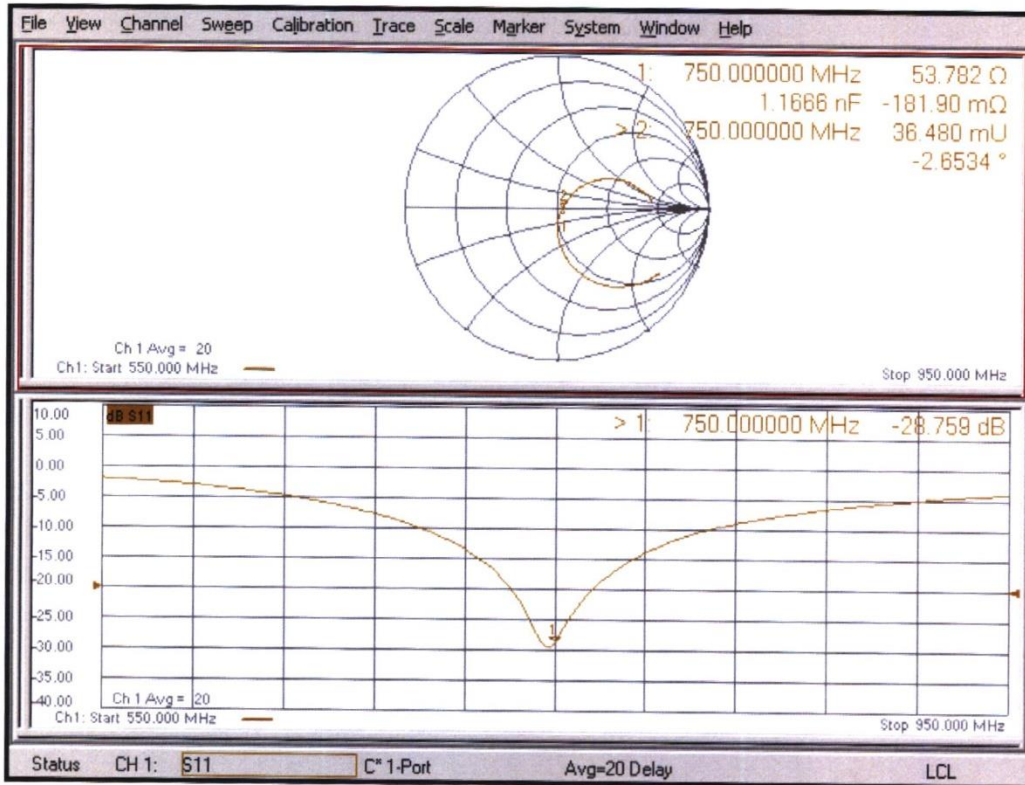 File View Channel Sweep Calibration Trace Scale Marker System Window Help
1: 750.000000 MHz 53.782 Ω
1.1666 nF -181.90 mΩ
> 2: 750.000000 MHz 36.480 mU
-2.6534 °
Ch 1 Avg = 20
Ch1: Start 550.000 MHz
Stop 950.000 MHz
dB S11
> 1: 750.000000 MHz -28.759 dB
10.00
5.00
0.00
-5.00
-10.00
-15.00
-20.00
-25.00
-30.00
-35.00
-40.00
1
Ch 1 Avg = 20
Ch1: Start 550.000 MHz
Stop 950.000 MHz
Status CH 1: S11 C* 1-Port Avg=20 Delay LCL